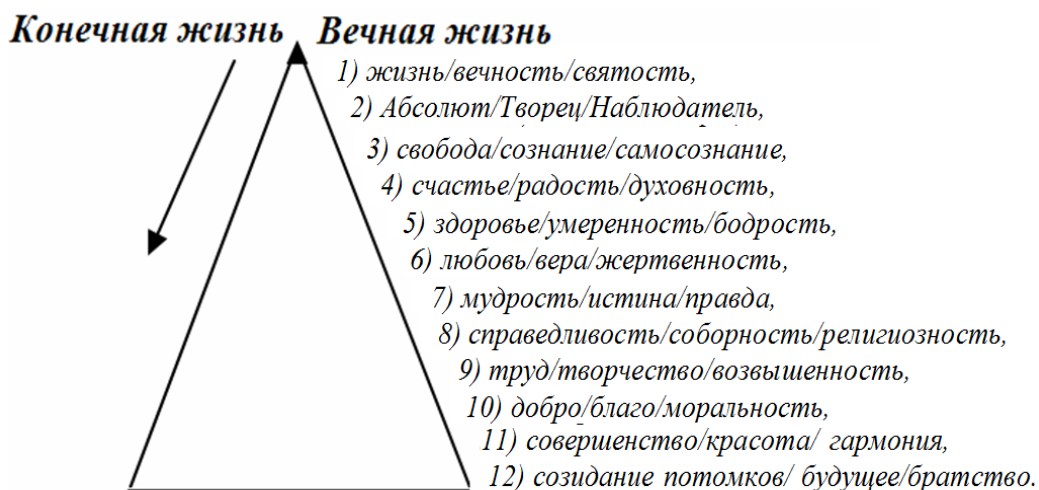 Конечная жизнь Вечная жизнь
1) жизнь/вечность/святость,
2) Абсолют/Творец/Наблюдатель,
3) свобода/сознание/самосознание,
4) счастье/радость/духовность,
5) здоровье/умеренность/бодрость,
6) любовь/вера/жертвенность,
7) мудрость/истина/правда,
8) справедливость/соборность/религиозность,
9) труд/творчество/возвышенность,
10) добро/благо/моральность,
11) совершенство/красота/ гармония,
12) созидание потомков/ будущее/братство.